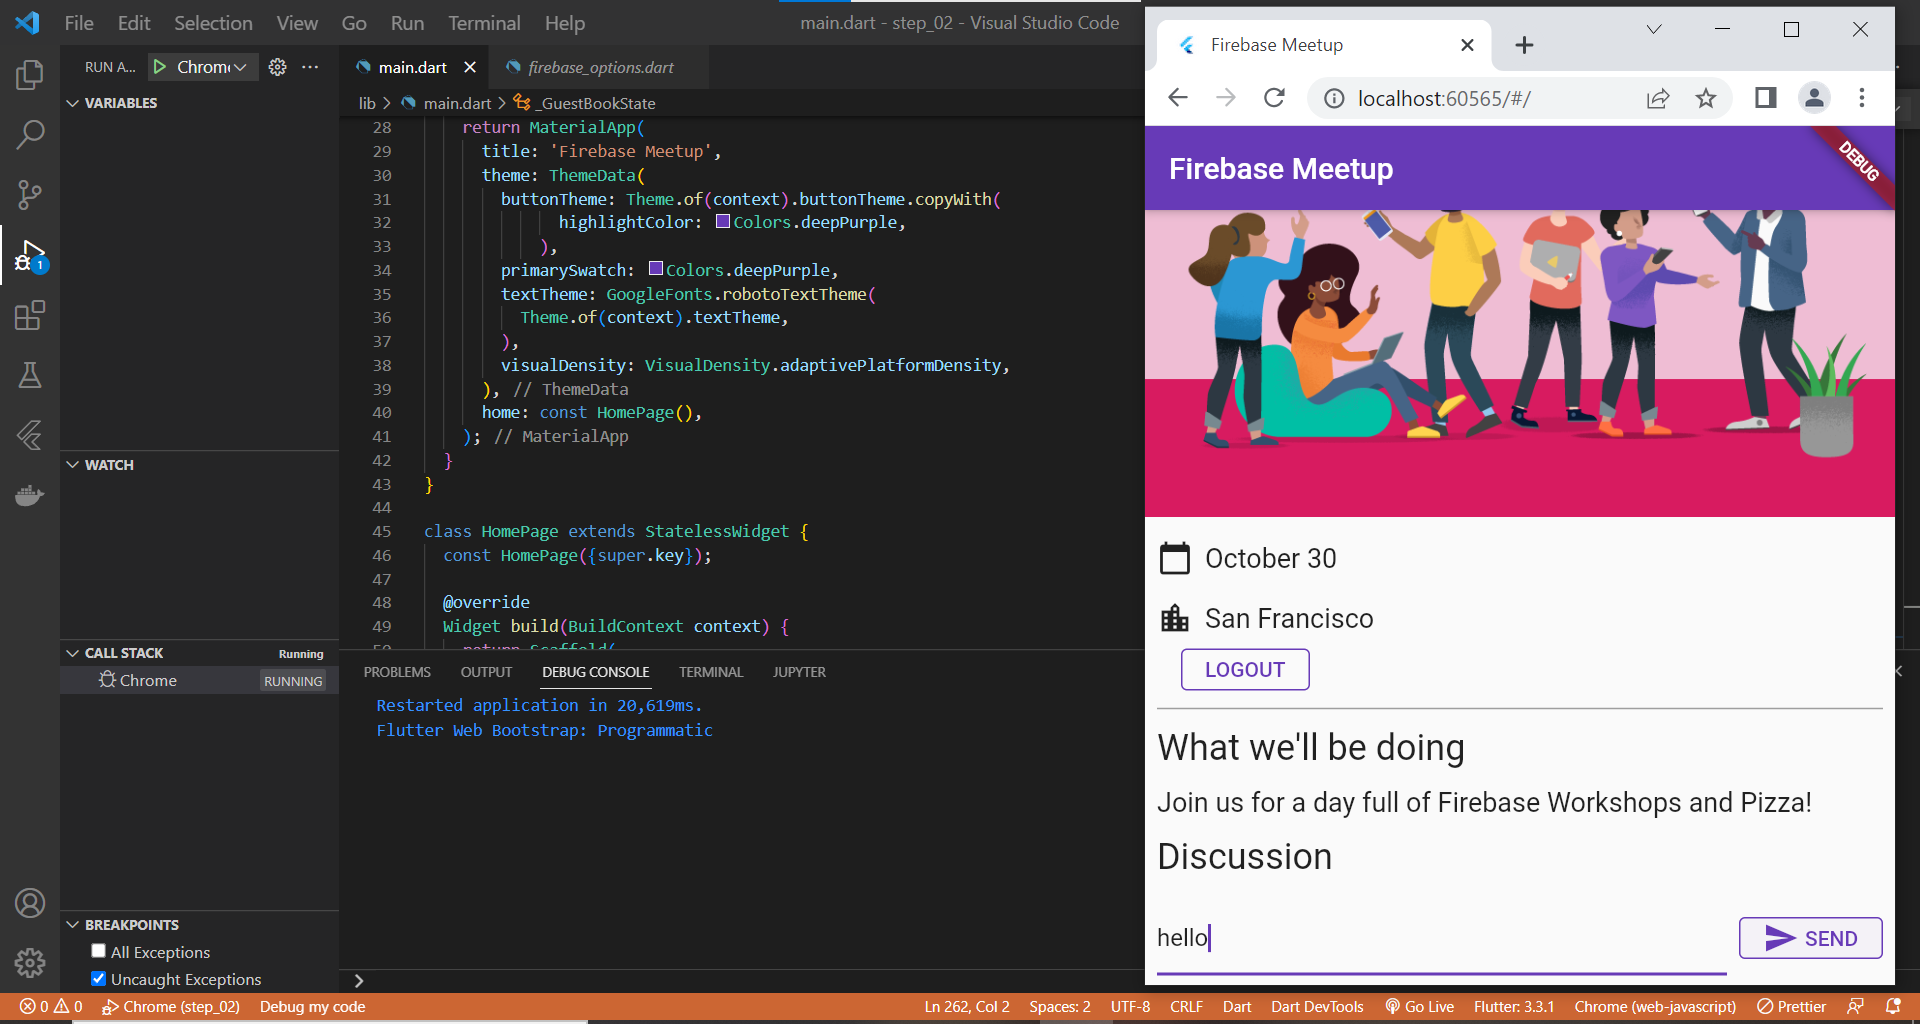 File Edit Selection View Go Run Terminal Help
main.dart - step_02 - Visual Studio Code
RUN A...
Chrome
main.dart
firebase_options.dart
lib > main.dart > _GuestBookState
VARIABLES
WATCH
CALL STACK
Running
Chrome
RUNNING
BREAKPOINTS
All Exceptions
Uncaught Exceptions
1
28 return MaterialApp(
29 title: 'Firebase Meetup',
30 theme: ThemeData(
31 buttonTheme: Theme.of(context).buttonTheme.copyWith(
32 highlightColor: Colors.deepPurple,
33 ),
34 primarySwatch: Colors.deepPurple,
35 textTheme: GoogleFonts.robotoTextTheme(
36 Theme.of(context).textTheme,
37 ),
38 visualDensity: VisualDensity.adaptivePlatformDensity,
39 ), // ThemeData
40 home: const HomePage(),
41 ); // MaterialApp
42 }
43 }
44
45 class HomePage extends StatelessWidget {
46 const HomePage({super.key});
47
48 @override
49 Widget build(BuildContext context) {
50 return Scaffold(
PROBLEMS OUTPUT DEBUG CONSOLE TERMINAL JUPYTER
Restarted application in 20,619ms.
Flutter Web Bootstrap: Programmatic
Firebase Meetup
localhost:60565/#/
Firebase Meetup
DEBUG
October 30
San Francisco
LOGOUT
What we'll be doing
Join us for a day full of Firebase Workshops and Pizza!
Discussion
hello
SEND
0 0 Chrome (step_02) Debug my code Ln 262, Col 2 Spaces: 2 UTF-8 CRLF Dart Dart DevTools Go Live Flutter: 3.3.1 Chrome (web-javascript) Prettier